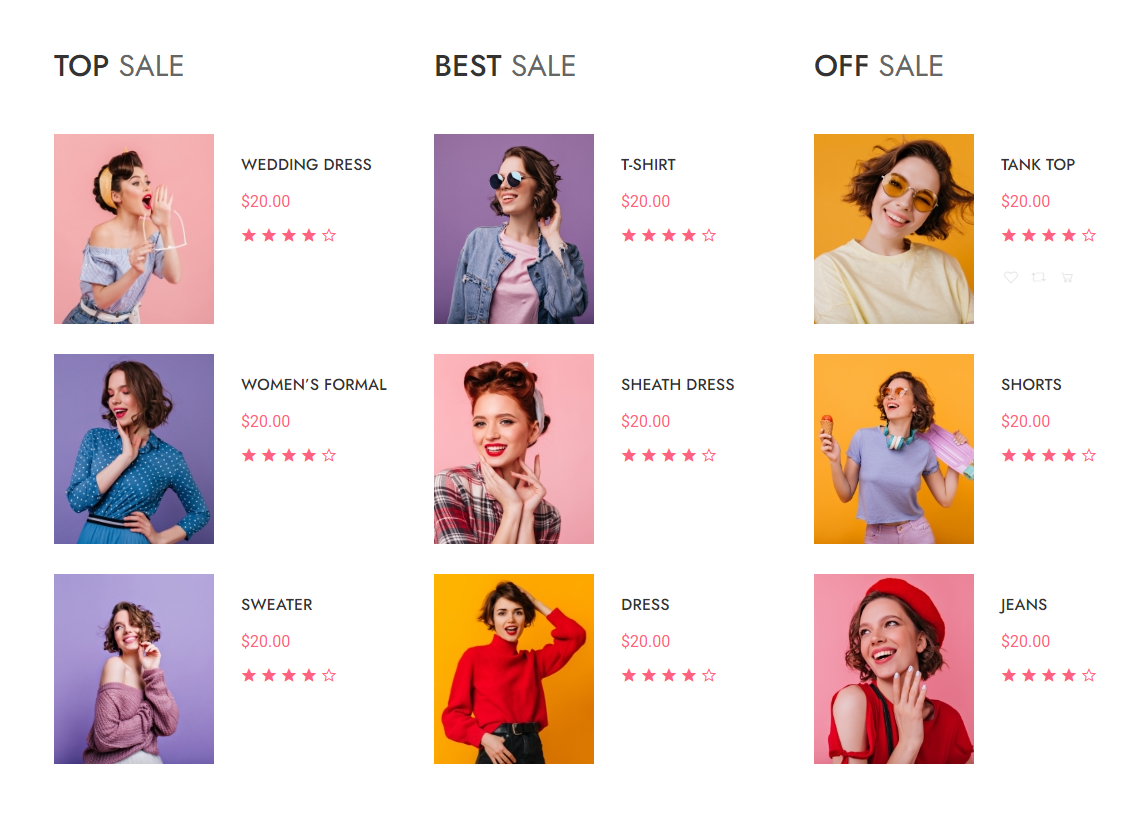 TOP SALE
WEDDING DRESS
$20.00
WOMEN’S FORMAL
$20.00
SWEATER
$20.00
BEST SALE
T-SHIRT
$20.00
SHEATH DRESS
$20.00
DRESS
$20.00
OFF SALE
TANK TOP
$20.00
SHORTS
$20.00
JEANS
$20.00